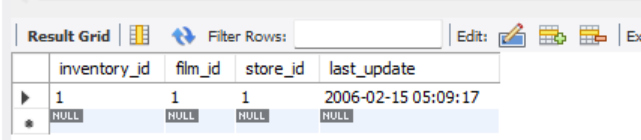 Result Grid Filter Rows: Edit: Ex
inventory_id film_id store_id last_update
1 1 1 2006-02-15 05:09:17
NULL NULL NULL NULL